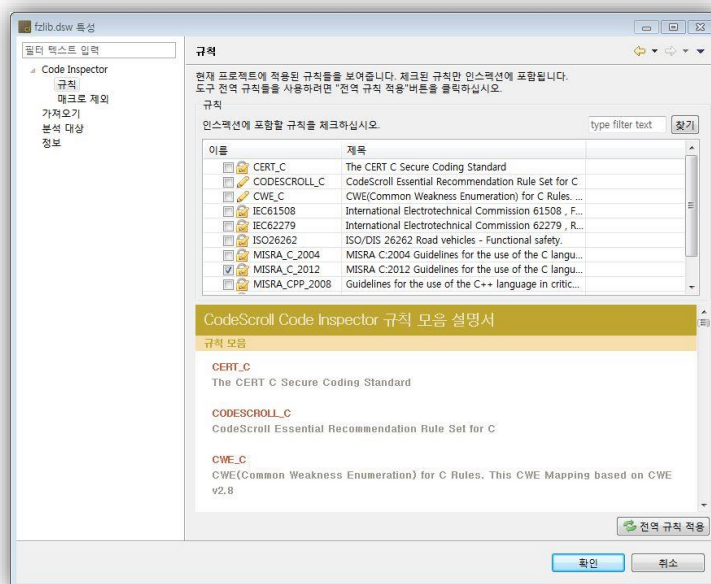 fzlib.dsw 특성
필터 텍스트 입력
Code Inspector
규칙
매크로 제외
가져오기
분석 대상
정보
규칙
현재 프로젝트에 적용된 규칙들을 보여줍니다. 체크된 규칙만 인스펙션에 포함됩니다.
도구 전역 규칙들을 사용하려면 "전역 규칙 적용"버튼을 클릭하십시오.
규칙
인스펙션에 포함할 규칙을 체크하십시오.
type filter text 찾기
이름 제목
CERT_C The CERT C Secure Coding Standard
CODESCROLL_C CodeScroll Essential Recommendation Rule Set for C
CWE_C CWE(Common Weakness Enumeration) for C Rules. ...
IEC61508 International Electrotechnical Commission 61508 , F...
IEC62279 International Electrotechnical Commission 62279 , R...
ISO26262 ISO/DIS 26262 Road vehicles - Functional safety.
MISRA_C_2004 MISRA C:2004 Guidelines for the use of the C langu...
MISRA_C_2012 MISRA C:2012 Guidelines for the use of the C langu...
MISRA_CPP_2008 Guidelines for the use of the C++ language in critic...
CodeScroll Code Inspector 규칙 모음 설명서
규칙 모음
CERT_C
The CERT C Secure Coding Standard
CODESCROLL_C
CodeScroll Essential Recommendation Rule Set for C
CWE_C
CWE(Common Weakness Enumeration) for C Rules. This CWE Mapping based on CWE
v2.8
전역 규칙 적용
확인 취소